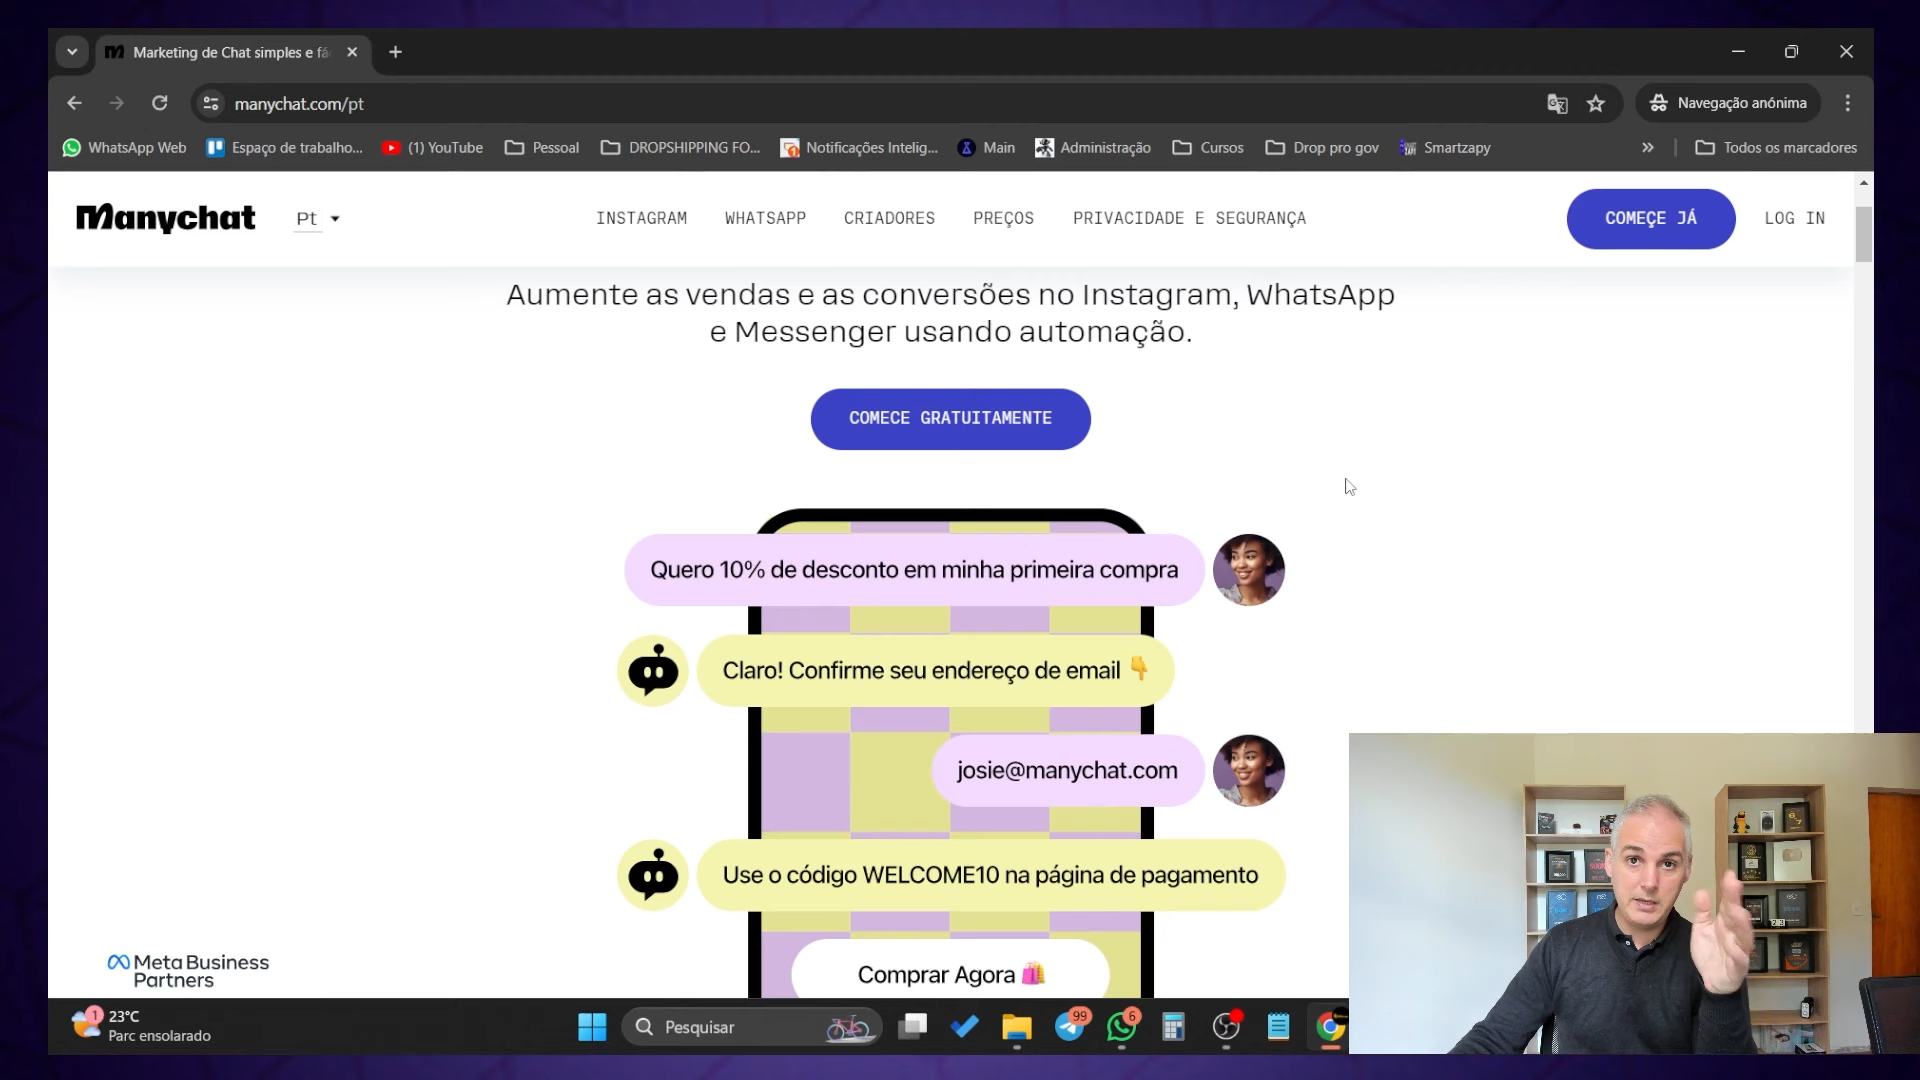 Marketing de Chat simples e fá
manychat.com/pt
Navegação anónima
WhatsApp Web
Espaço de trabalho...
(1) YouTube
Pessoal
DROPSHIPPING FO...
Notificações Intelig...
Main
Administração
Cursos
Drop pro gov
Smartzapy
Todos os marcadores
Manychat
Pt
INSTAGRAM
WHATSAPP
CRIADORES
PREÇOS
PRIVACIDADE E SEGURANÇA
COMEÇE JÁ
LOG IN
Aumente as vendas e as conversões no Instagram, WhatsApp
e Messenger usando automação.
COMECE GRATUITAMENTE
Quero 10% de desconto em minha primeira compra
Claro! Confirme seu endereço de email 👇
josie@manychat.com
Use o código WELCOME10 na página de pagamento
Comprar Agora 🛍️
Meta Business
Partners
1
23°C
Parc ensolarado
Pesquisar
99
6